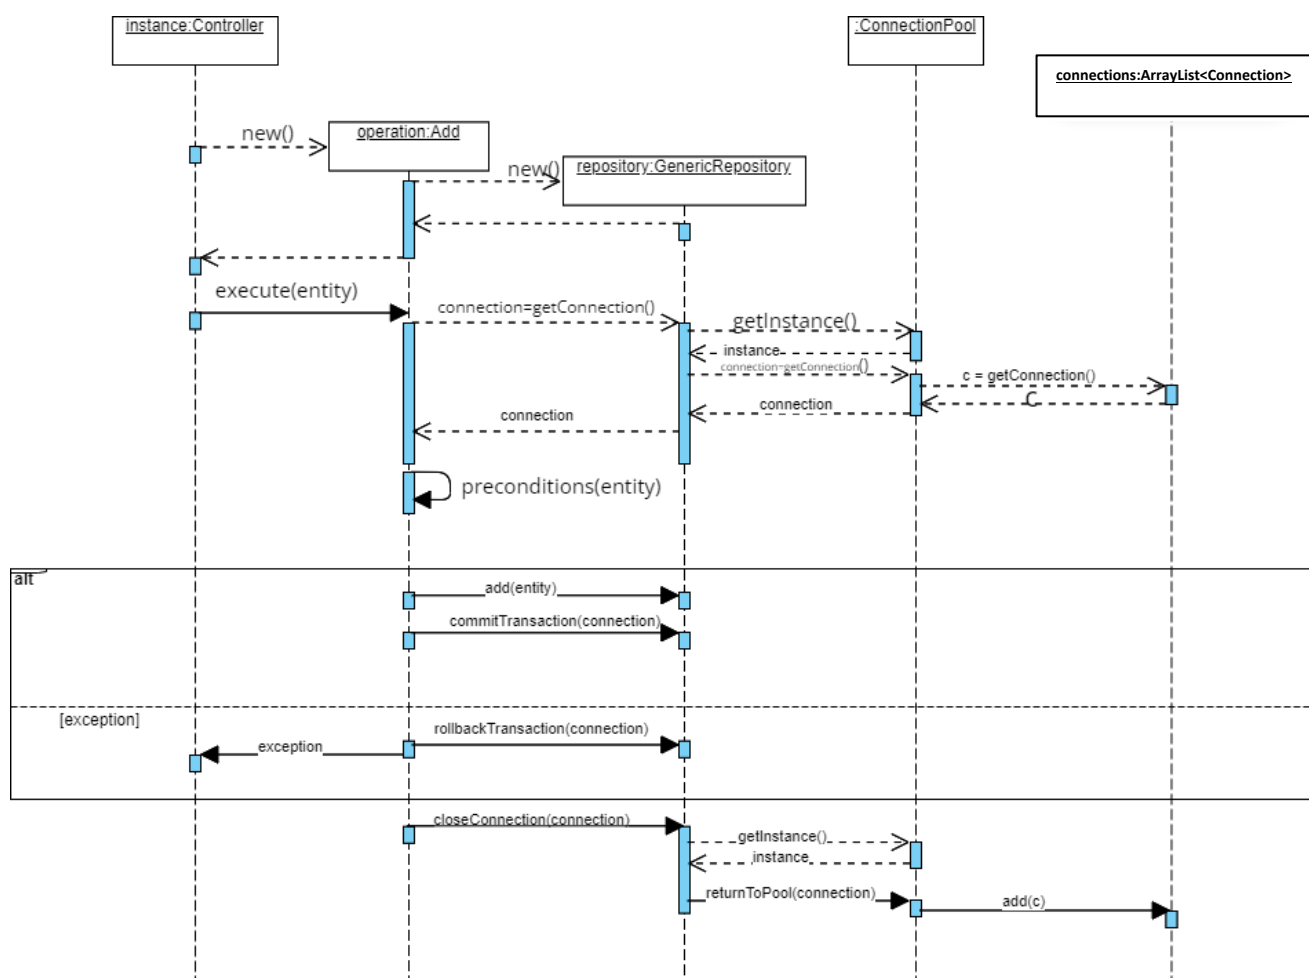 instance:Controller
:ConnectionPool
connections:ArrayList<Connection>
new()
operation:Add
new()
repository:GenericRepository
execute(entity)
connection=getConnection()
getInstance()
instance
connection=getConnection()
c = getConnection()
C
connection
connection
preconditions(entity)
alt
add(entity)
commitTransaction(connection)
[exception]
rollbackTransaction(connection)
exception
closeConnection(connection)
getInstance()
instance
returnToPool(connection)
add(c)